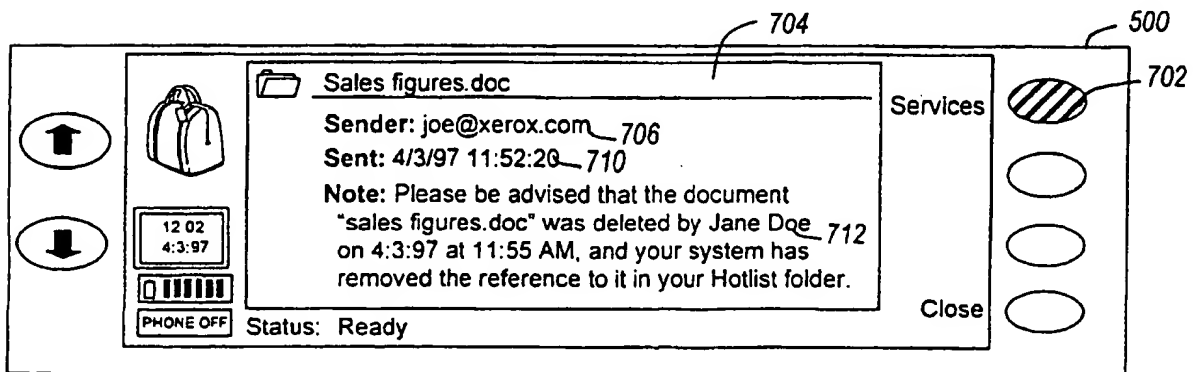 704
500
702
Sales figures.doc
Services
Sender: joe@xerox.com 706
Sent: 4/3/97 11:52:20 710
Note: Please be advised that the document
"sales figures.doc" was deleted by Jane Doe 712
on 4:3:97 at 11:55 AM, and your system has
removed the reference to it in your Hotlist folder.
12 02
4:3:97
PHONE OFF
Status: Ready
Close